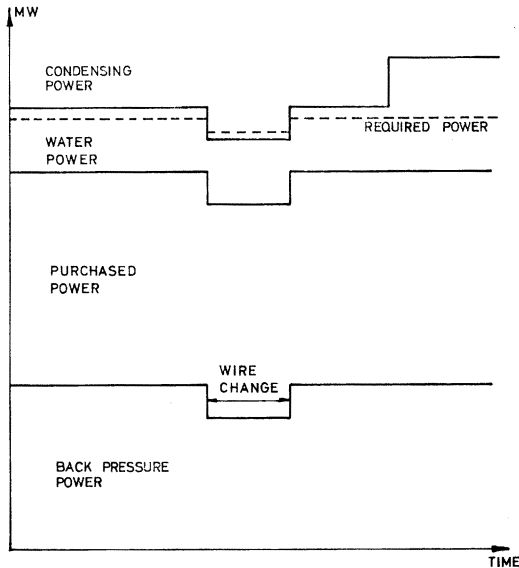 MW
CONDENSING
POWER
REQUIRED POWER
WATER
POWER
PURCHASED
POWER
WIRE
CHANGE
BACK PRESSURE
POWER
TIME